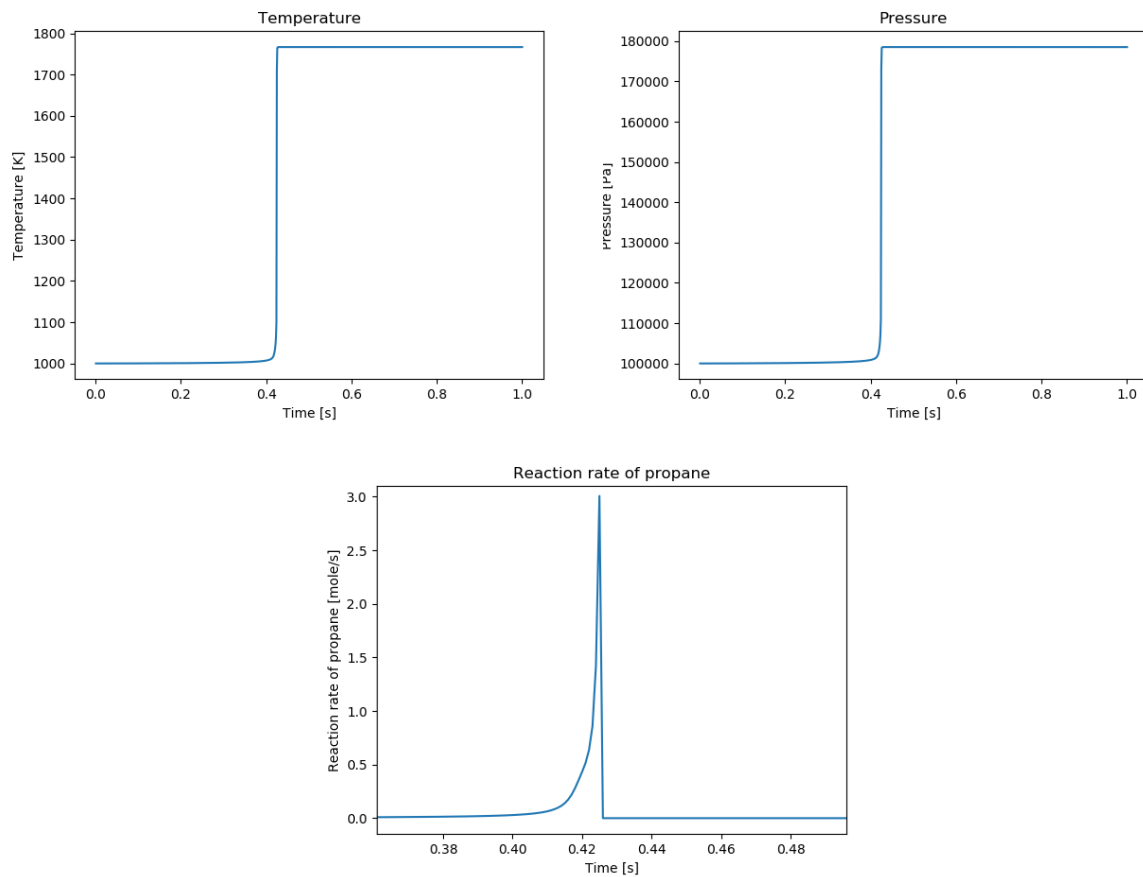 Temperature
1800
1700
1600
1500
1400
1300
1200
1100
1000
Temperature [K]
0.0 0.2 0.4 0.6 0.8 1.0
Time [s]
Pressure
180000
170000
160000
150000
140000
130000
120000
110000
100000
Pressure [Pa]
0.0 0.2 0.4 0.6 0.8 1.0
Time [s]
Reaction rate of propane
3.0
2.5
2.0
1.5
1.0
0.5
0.0
Reaction rate of propane [mole/s]
0.38 0.40 0.42 0.44 0.46 0.48
Time [s]